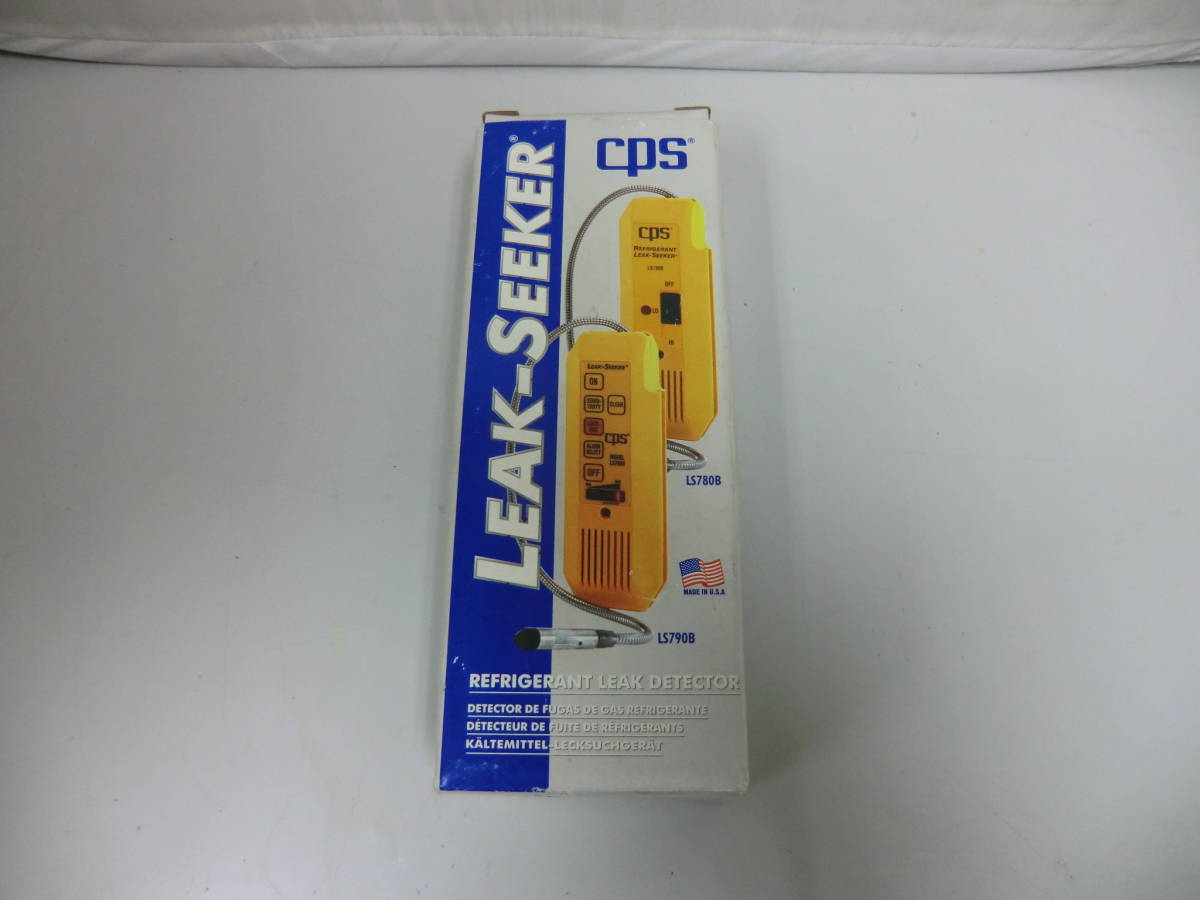 LEAK-SEEKER®
cps®
cps
REFRIGERANT
LEAK-SEEKER®
LS780B
OFF
LO
HI
LEAK-SEEKER®
ON
SENSI-
TIVITY
CLEAR
cps
ALARM
SELECT
MODEL
LS790B
OFF
LS780B
MADE IN U.S.A
LS790B
REFRIGERANT LEAK DETECTOR
DETECTOR DE FUGAS DE GAS REFRIGERANTE
DÉTECTEUR DE FUITE DE RÉFRIGÉRANTS
KÄLTEMITTEL-LECKSUCHGERÄT